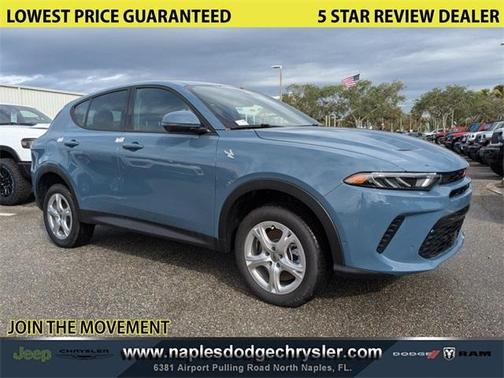 LOWEST PRICE GUARANTEED
5 STAR REVIEW DEALER
JOIN THE MOVEMENT
Jeep CHRYSLER www.naplesdodgechrysler.com DODGE RAM
6381 Airport Pulling Road North Naples, FL.